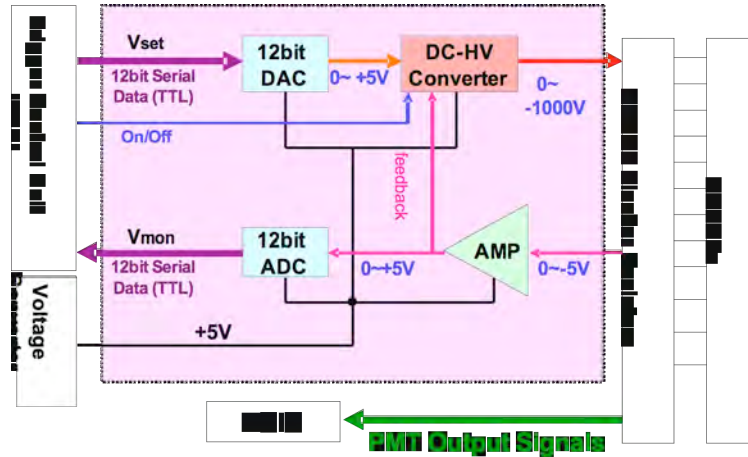 Vset
12bit Serial
Data (TTL)
12bit
DAC
0~ +5V
DC-HV
Converter
0~
-1000V
On/Off
feedback
Vmon
12bit Serial
Data (TTL)
12bit
ADC
0~+5V
AMP
0~-5V
Voltage
+5V
PMT Output Signals